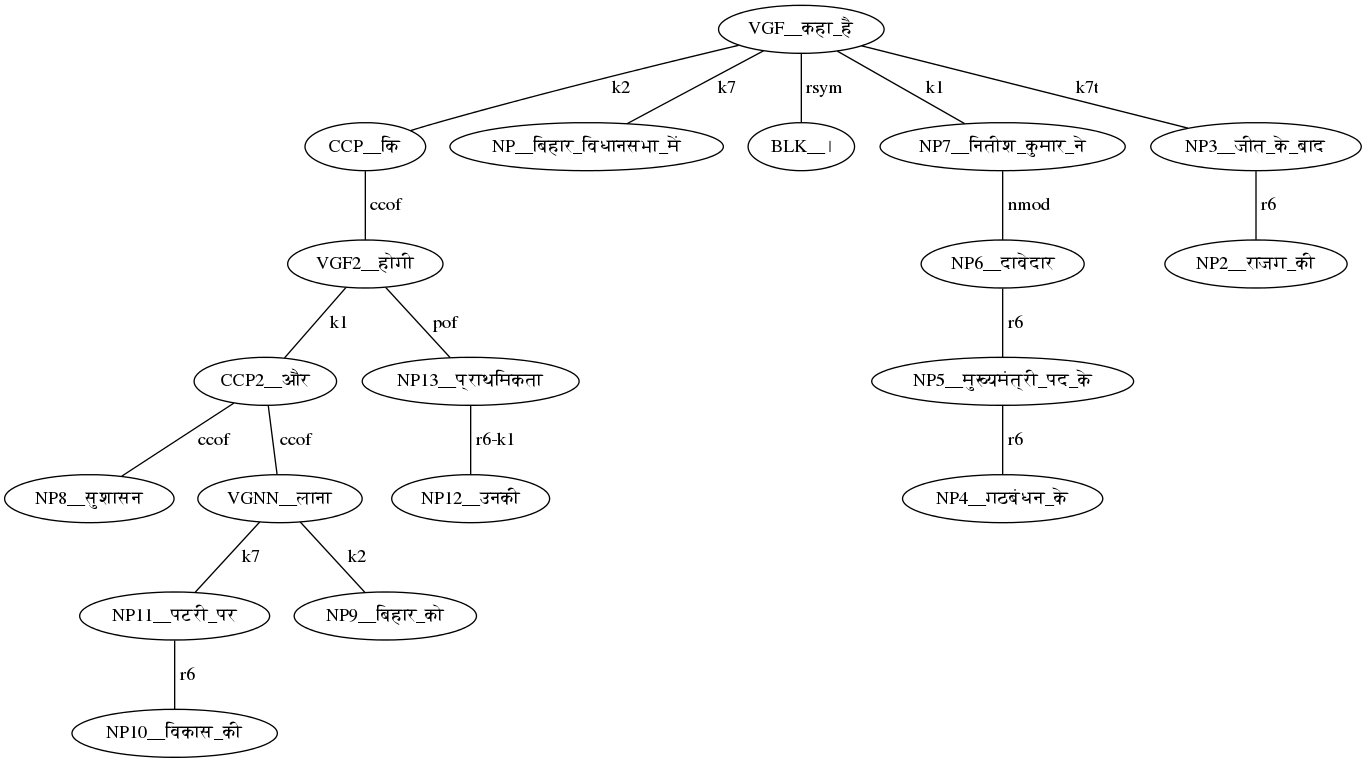 VGF__कहा_है
k2 k7 rsym k1 k7t
CCP__कि NP__बिहार_विधानसभा_में BLK__। NP7__नितीश_कुमार_ने NP3__जीत_के_बाद
ccof nmod r6
VGF2__होगी NP6__दावेदार NP2__राजग_की
k1 pof r6
CCP2__और NP13__प्राथमिकता NP5__मुख्यमंत्री_पद_के
ccof ccof r6-k1 r6
NP8__सुशासन VGNN__लाना NP12__उनकी NP4__गठबंधन_के
k7 k2
NP11__पटरी_पर NP9__बिहार_को
r6
NP10__विकास_की